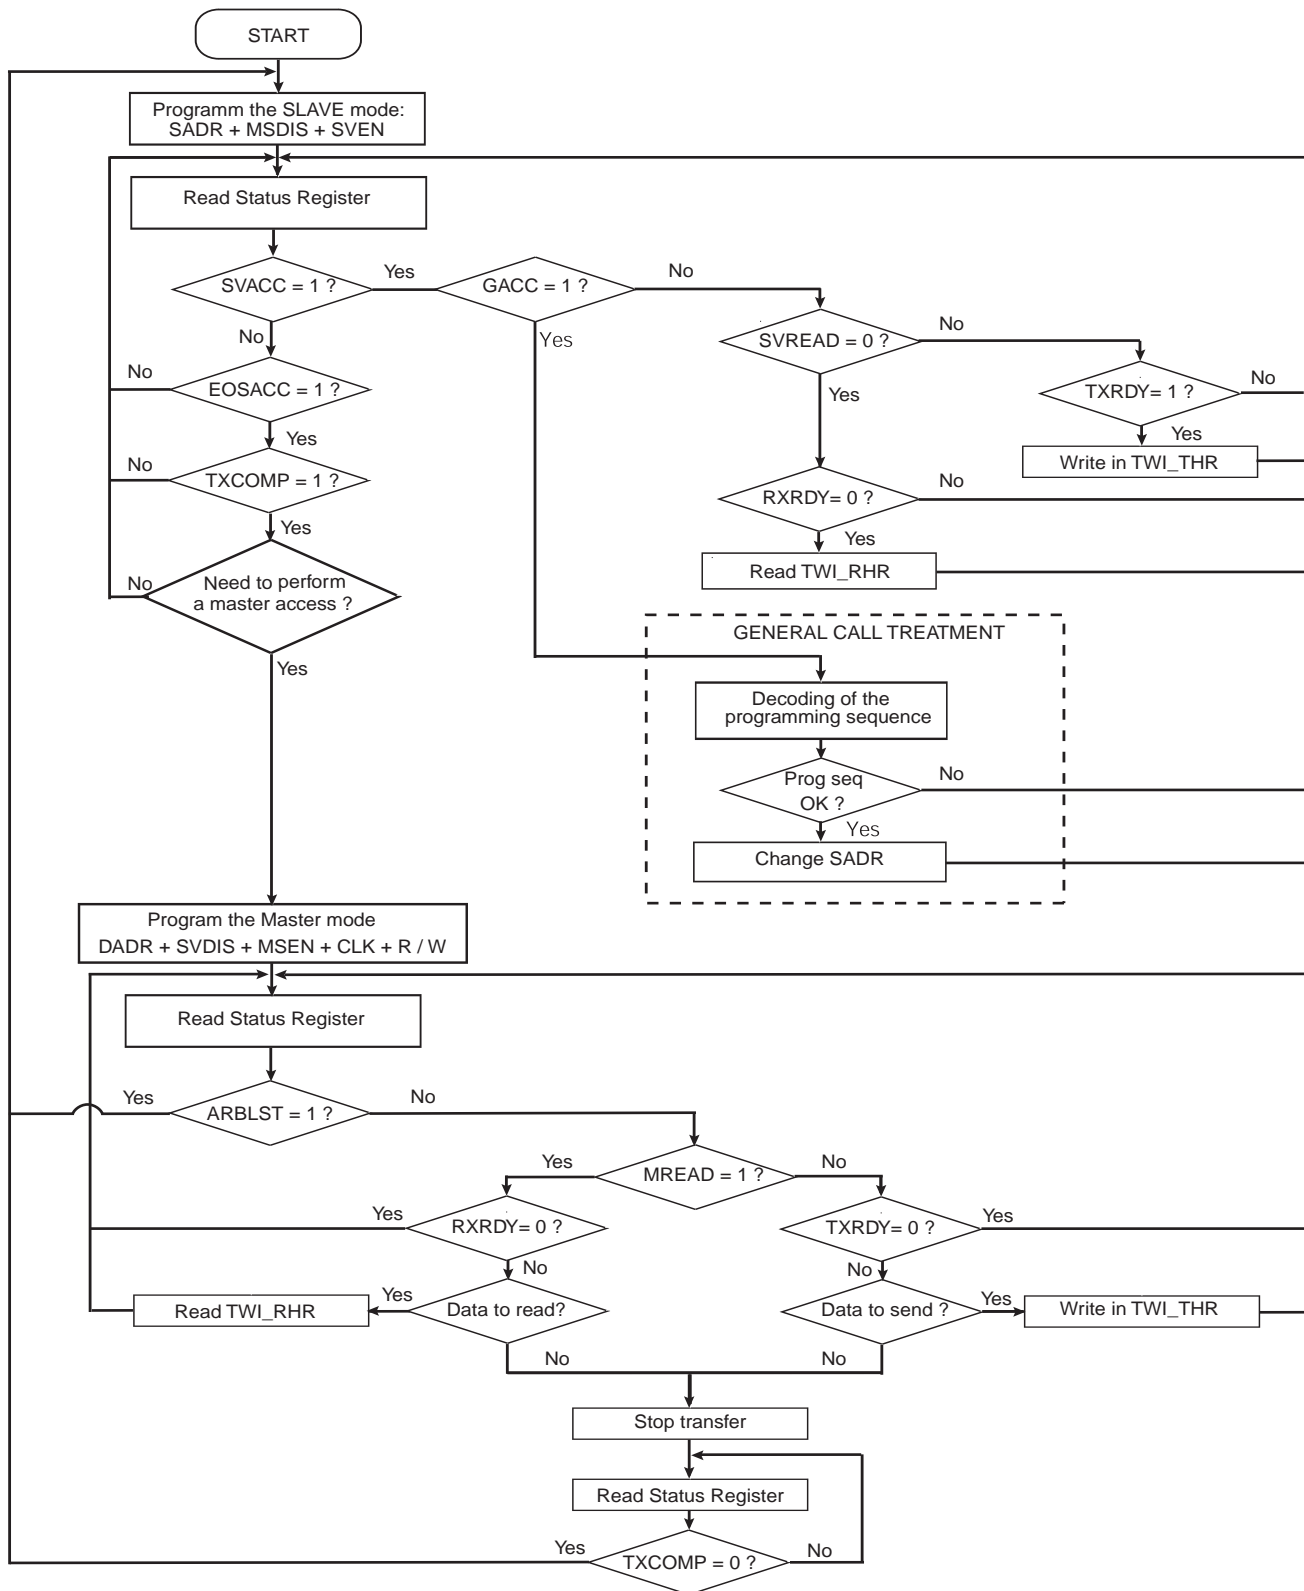 START
Programm the SLAVE mode:
SADR + MSDIS + SVEN
Read Status Register
SVACC = 1 ?
Yes
GACC = 1 ?
No
No
Yes
SVREAD = 0 ?
No
No
EOSACC = 1 ?
Yes
TXRDY= 1 ?
No
Yes
Yes
Write in TWI_THR
No
TXCOMP = 1 ?
RXRDY= 0 ?
No
Yes
Yes
Read TWI_RHR
No
Need to perform
a master access ?
Yes
GENERAL CALL TREATMENT
Decoding of the
programming sequence
Prog seq
OK ?
No
Yes
Change SADR
Program the Master mode
DADR + SVDIS + MSEN + CLK + R / W
Read Status Register
Yes
ARBLST = 1 ?
No
Yes
MREAD = 1 ?
No
Yes
RXRDY= 0 ?
TXRDY= 0 ?
Yes
No
No
Read TWI_RHR
Yes
Data to read?
Data to send ?
Yes
Write in TWI_THR
No
No
Stop transfer
Read Status Register
Yes
TXCOMP = 0 ?
No